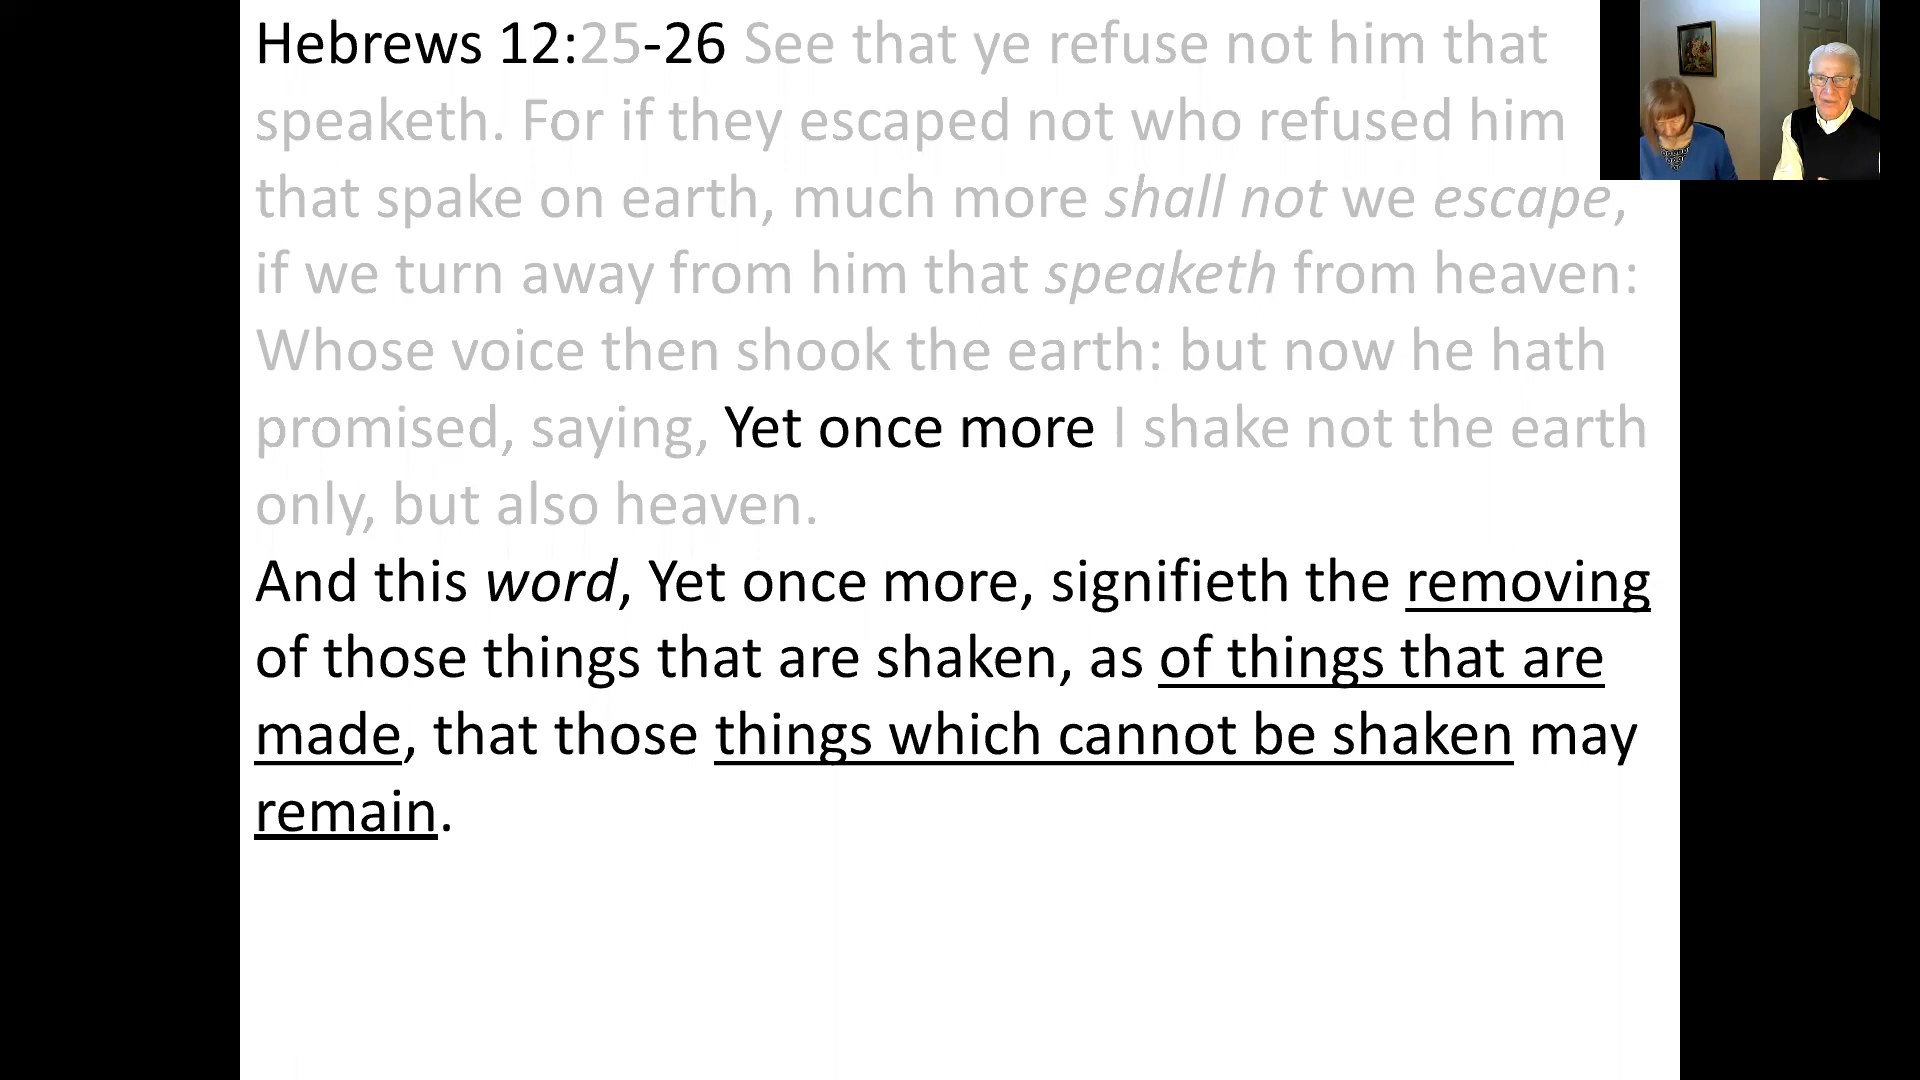 Hebrews 12:25-26 See that ye refuse not him that
speaketh. For if they escaped not who refused him
that spake on earth, much more shall not we escape,
if we turn away from him that speaketh from heaven:
Whose voice then shook the earth: but now he hath
promised, saying, Yet once more I shake not the earth
only, but also heaven.
And this word, Yet once more, signifieth the removing
of those things that are shaken, as of things that are
made, that those things which cannot be shaken may
remain.